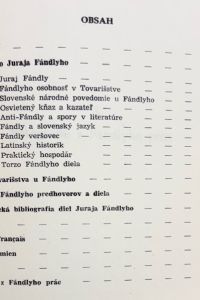 OBSAH
o Juraja Fándlyho
Juraj Fándly
Fándlyho osobnosť v Tovarišstve
Slovenské národné povedomie u Fándlyho
Osvietený kňaz a kazateľ
Anti-Fándly a spory v literatúre
Fándly a slovenský jazyk
Fándly veršovec
Latinský historik
Praktický hospodár
Torzo Fándlyho diela
varišstva u Fándlyho
Fándlyho predhovorov a diela
cká bibliografia diel Juraja Fándlyho
rançais
mien
z Fándlyho prác